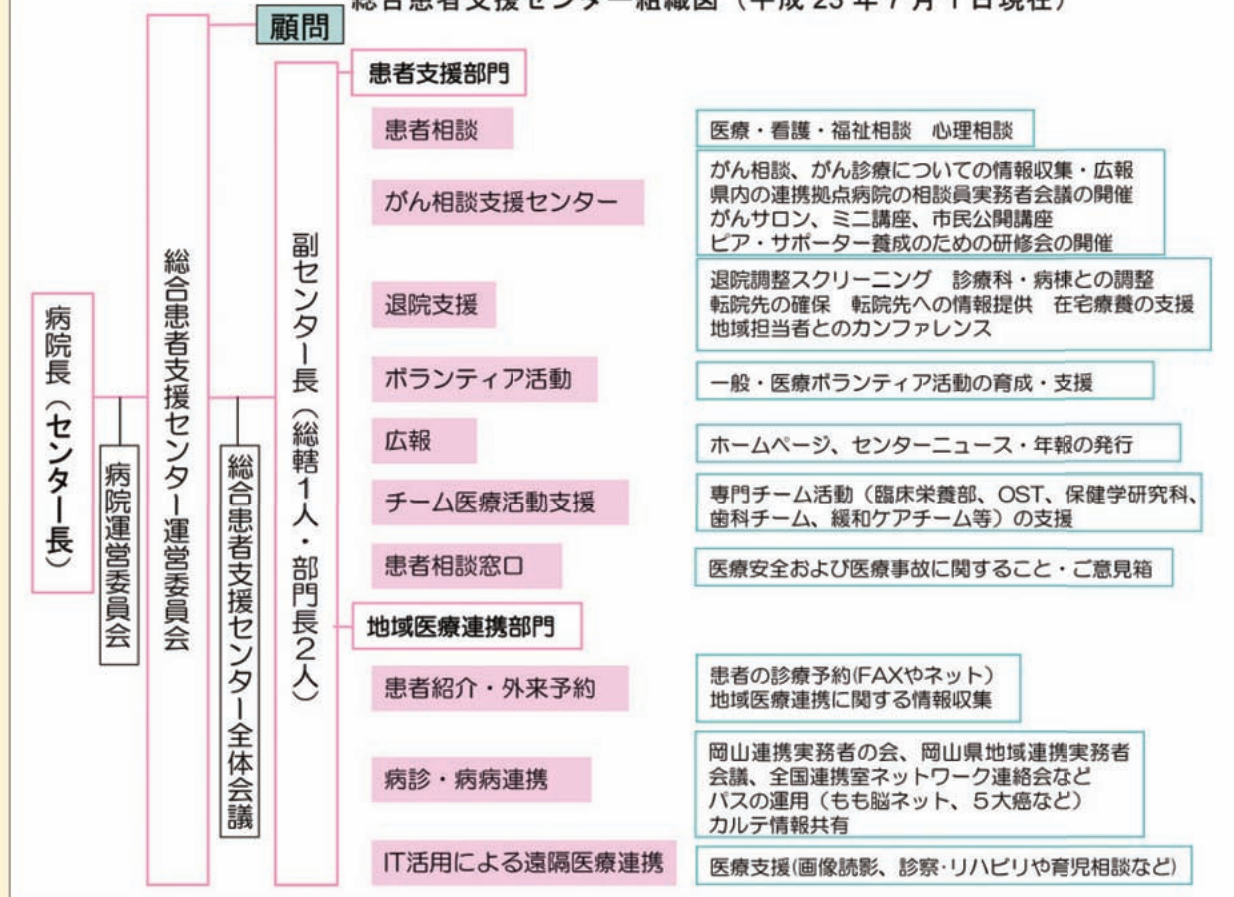 総合患者支援センター組織図（平成 23 年 7 月 1 日現在）
顧問
病院長（センター長）
病院運営委員会
総合患者支援センター運営委員会
総合患者支援センター全体会議
副センター長（総轄１人・部門長２人）
患者支援部門
患者相談
医療・看護・福祉相談　心理相談
がん相談支援センター
がん相談、がん診療についての情報収集・広報
県内の連携拠点病院の相談員実務者会議の開催
がんサロン、ミニ講座、市民公開講座
ピア・サポーター養成のための研修会の開催
退院支援
退院調整スクリーニング　診療科・病棟との調整
転院先の確保　転院先への情報提供　在宅療養の支援
地域担当者とのカンファレンス
ボランティア活動
一般・医療ボランティア活動の育成・支援
広報
ホームページ、センターニュース・年報の発行
チーム医療活動支援
専門チーム活動（臨床栄養部、OST、保健学研究科、
歯科チーム、緩和ケアチーム等）の支援
患者相談窓口
医療安全および医療事故に関すること・ご意見箱
地域医療連携部門
患者紹介・外来予約
患者の診療予約(FAXやネット）
地域医療連携に関する情報収集
病診・病病連携
岡山連携実務者の会、岡山県地域連携実務者
会議、全国連携室ネットワーク連絡会など
パスの運用（もも脳ネット、５大癌など）
カルテ情報共有
IT活用による遠隔医療連携
医療支援(画像読影、診察・リハビリや育児相談など)